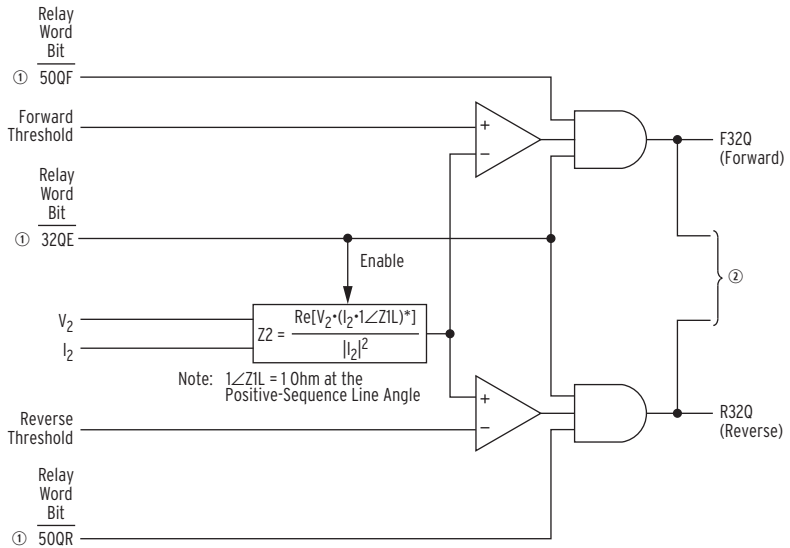 Relay
Word
Bit
① 50QF
Forward
Threshold
+
−
F32Q
(Forward)
Relay
Word
Bit
① 32QE
Enable
②
V₂
I₂
Z2 = Re[V₂•(I₂•1∠Z1L)*]
|I₂|²
Note: 1∠Z1L = 1 Ohm at the
Positive-Sequence Line Angle
+
−
Reverse
Threshold
R32Q
(Reverse)
Relay
Word
Bit
① 50QR